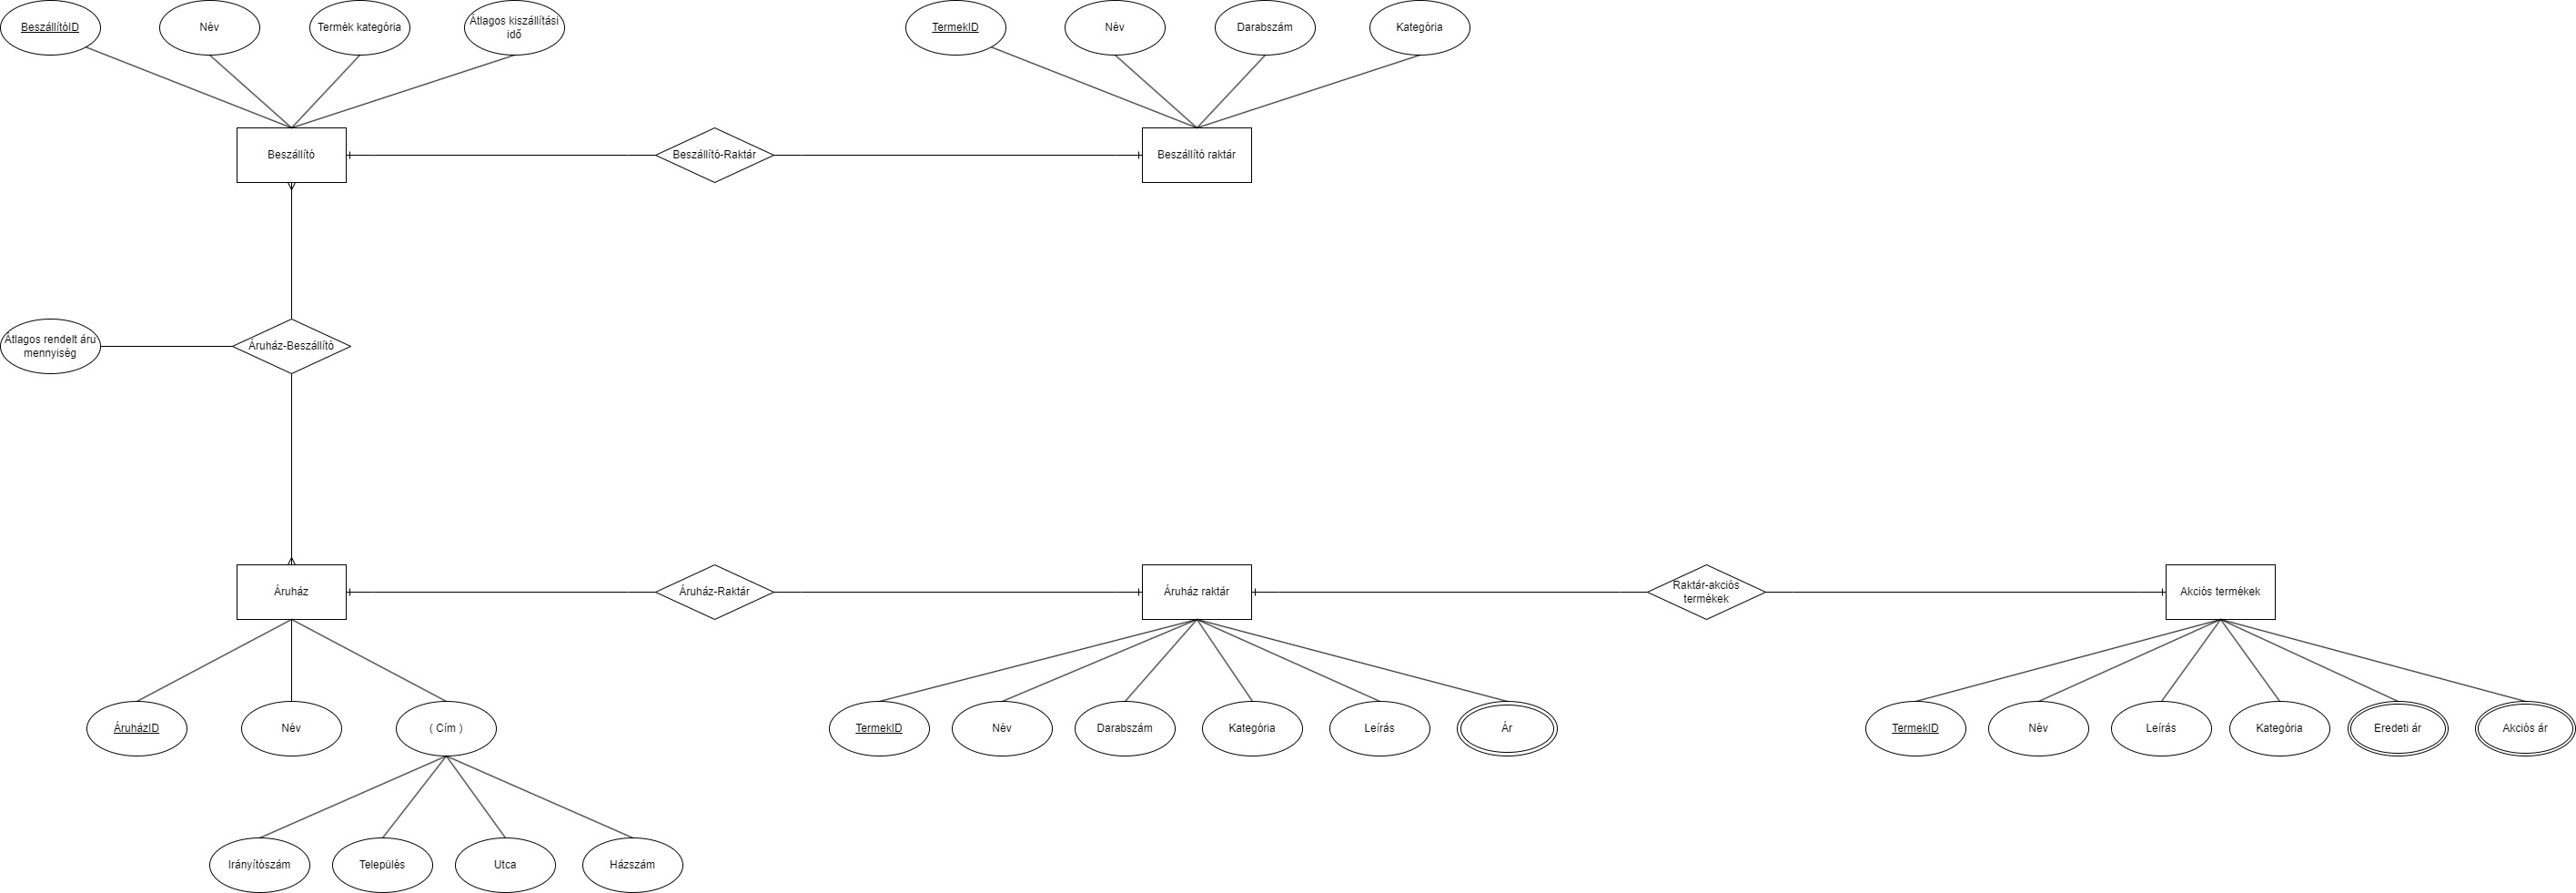 BeszállítóID
Név
Termék kategória
Átlagos kiszállítási
idő
TermekID
Név
Darabszám
Kategória
Beszállító
Beszállító-Raktár
Beszállító raktár
Átlagos rendelt áru
mennyiség
Áruház-Beszállító
Áruház
Áruház-Raktár
Áruház raktár
Raktár-akciós
termékek
Akciós termékek
ÁruházID
Név
( Cím )
TermekID
Név
Darabszám
Kategória
Leírás
Ár
TermekID
Név
Leírás
Kategória
Eredeti ár
Akciós ár
Irányítószám
Település
Utca
Házszám